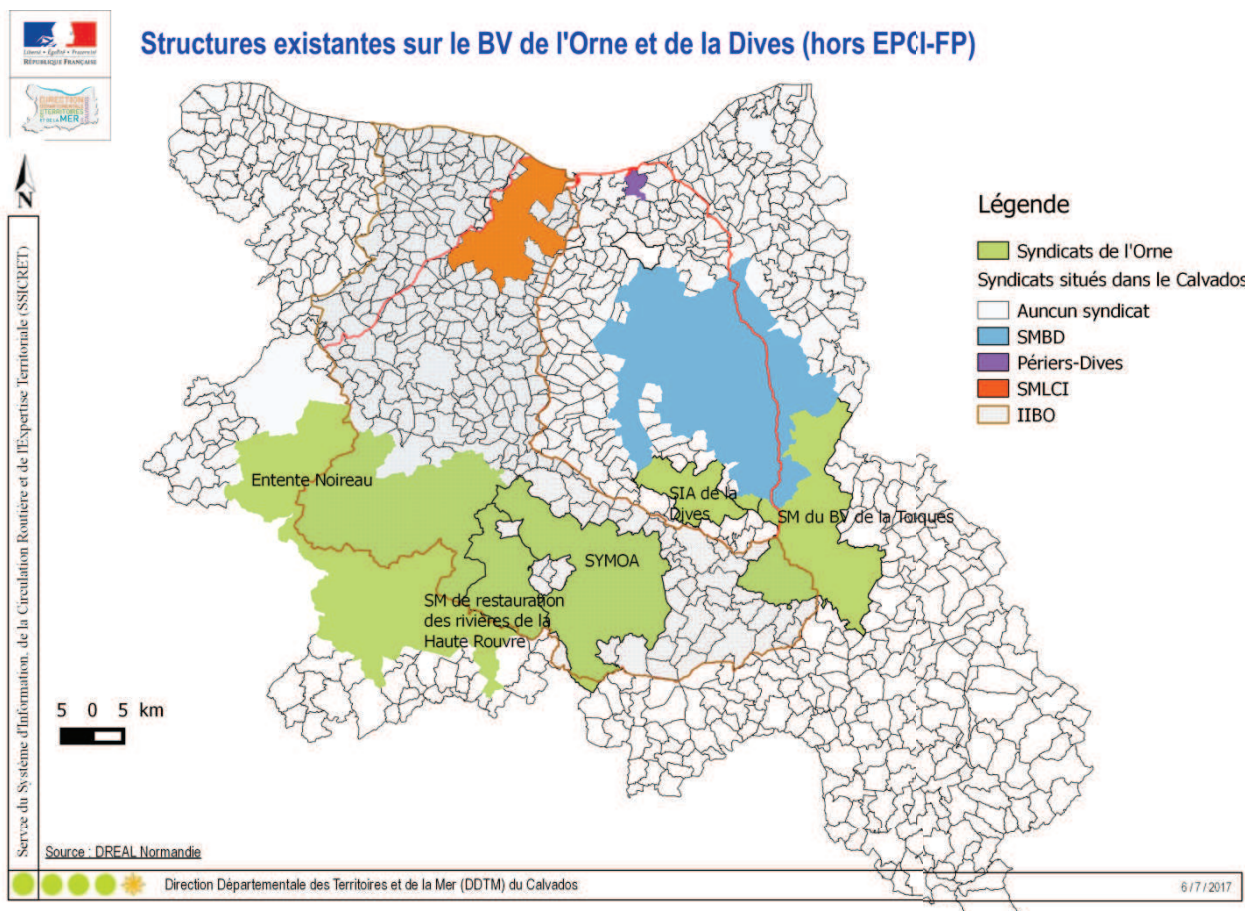 Structures existantes sur le BV de l'Orne et de la Dives (hors EPCI-FP)
Liberté • Égalité • Fraternité
RÉPUBLIQUE FRANÇAISE
DIRECTION
DÉPARTEMENTALE
TERRITOIRES
ET DE LA MER
N
Légende
Syndicats de l'Orne
Syndicats situés dans le Calvados
Auncun syndicat
SMBD
Périers-Dives
SMLCI
IIBO
Entente Noireau
SIA de la
Dives
SM du BV de la Touques
SYMOA
SM de restauration
des rivières de la
Haute Rouvre
5 0 5 km
Service du Système d'Information, de la Circulation Routière et de l'Expertise Territoriale (SSICRET)
Source : DREAL Normandie
Direction Départementale des Territoires et de la Mer (DDTM) du Calvados
6/7/2017